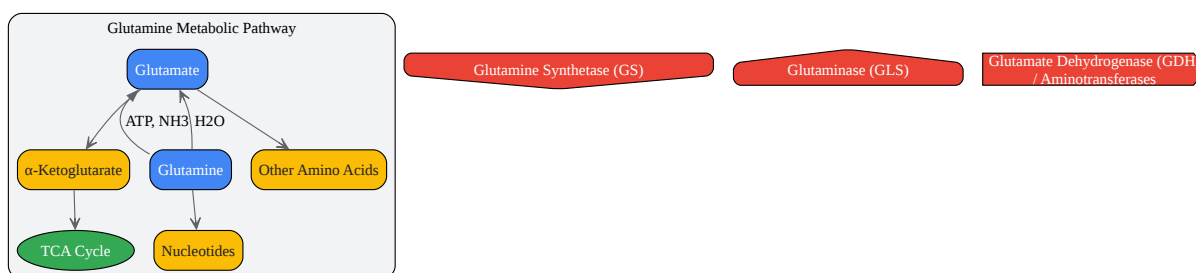 Glutamine Metabolic Pathway
Glutamate
Glutamine Synthetase (GS)
Glutaminase (GLS)
Glutamate Dehydrogenase (GDH
/ Aminotransferases
ATP, NH3
H2O
α-Ketoglutarate
Glutamine
Other Amino Acids
TCA Cycle
Nucleotides